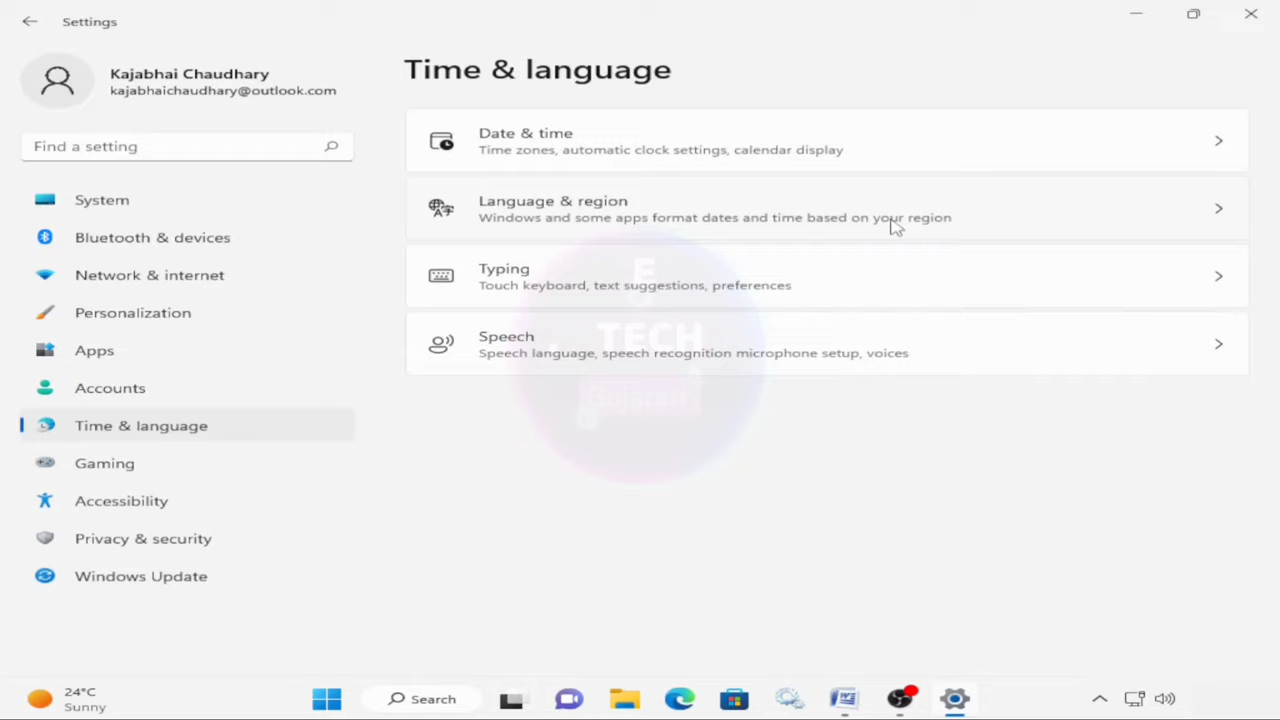 Settings
Kajabhai Chaudhary
kajabhaichaudhary@outlook.com
Find a setting
System
Bluetooth & devices
Network & internet
Personalization
Apps
Accounts
Time & language
Gaming
Accessibility
Privacy & security
Windows Update
Time & language
Date & time
Time zones, automatic clock settings, calendar display
Language & region
Windows and some apps format dates and time based on your region
Typing
Touch keyboard, text suggestions, preferences
Speech
Speech language, speech recognition microphone setup, voices
E
TECH
Gujarati
24°C
Sunny
Search